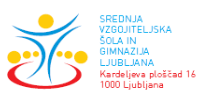 SREDNJA
VZGOJITELJSKA
ŠOLA IN
GIMNAZIJA
LJUBLJANA
Kardeljeva ploščad 16
1000 Ljubljana